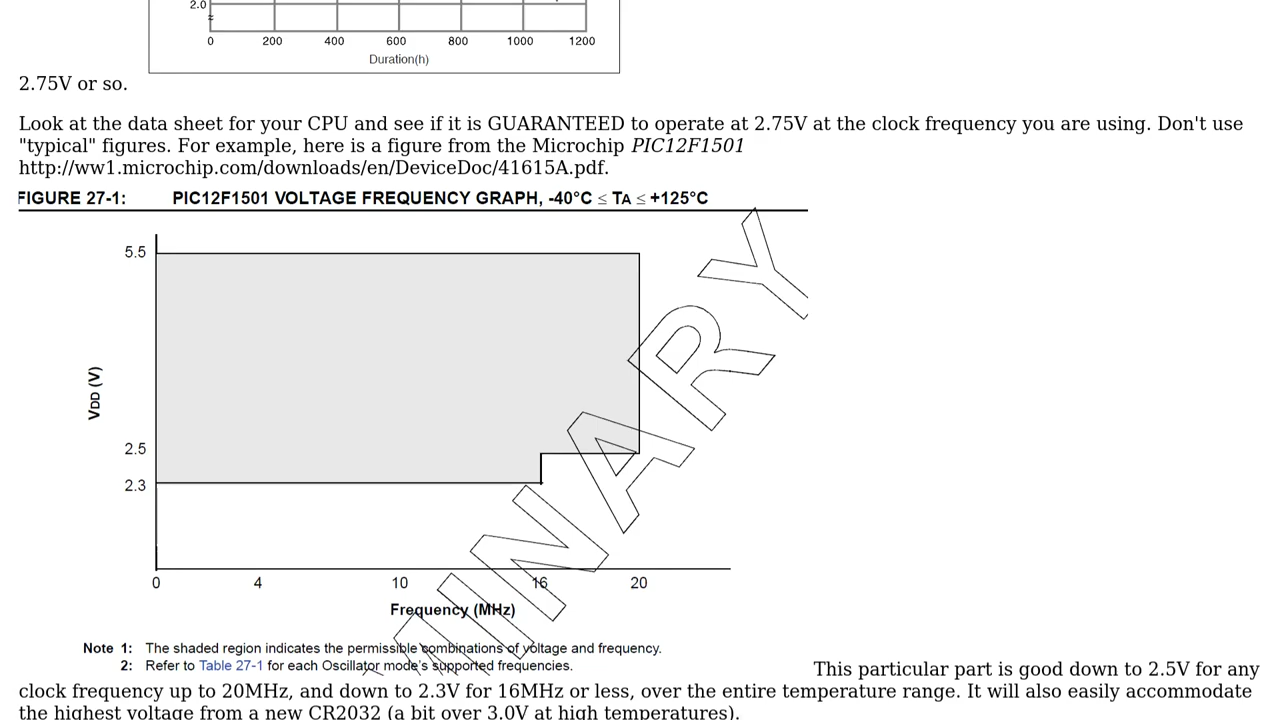 2.0
0 200 400 600 800 1000 1200
Duration(h)
2.75V or so.
Look at the data sheet for your CPU and see if it is GUARANTEED to operate at 2.75V at the clock frequency you are using. Don't use
"typical" figures. For example, here is a figure from the Microchip PIC12F1501
http://ww1.microchip.com/downloads/en/DeviceDoc/41615A.pdf.
FIGURE 27-1: PIC12F1501 VOLTAGE FREQUENCY GRAPH, -40°C ≤ TA ≤ +125°C
5.5
VDD (V)
2.5
2.3
0 4 10 16 20
Frequency (MHz)
MINARY
Note 1: The shaded region indicates the permissible combinations of voltage and frequency.
2: Refer to Table 27-1 for each Oscillator mode's supported frequencies.
This particular part is good down to 2.5V for any
clock frequency up to 20MHz, and down to 2.3V for 16MHz or less, over the entire temperature range. It will also easily accommodate
the highest voltage from a new CR2032 (a bit over 3.0V at high temperatures).